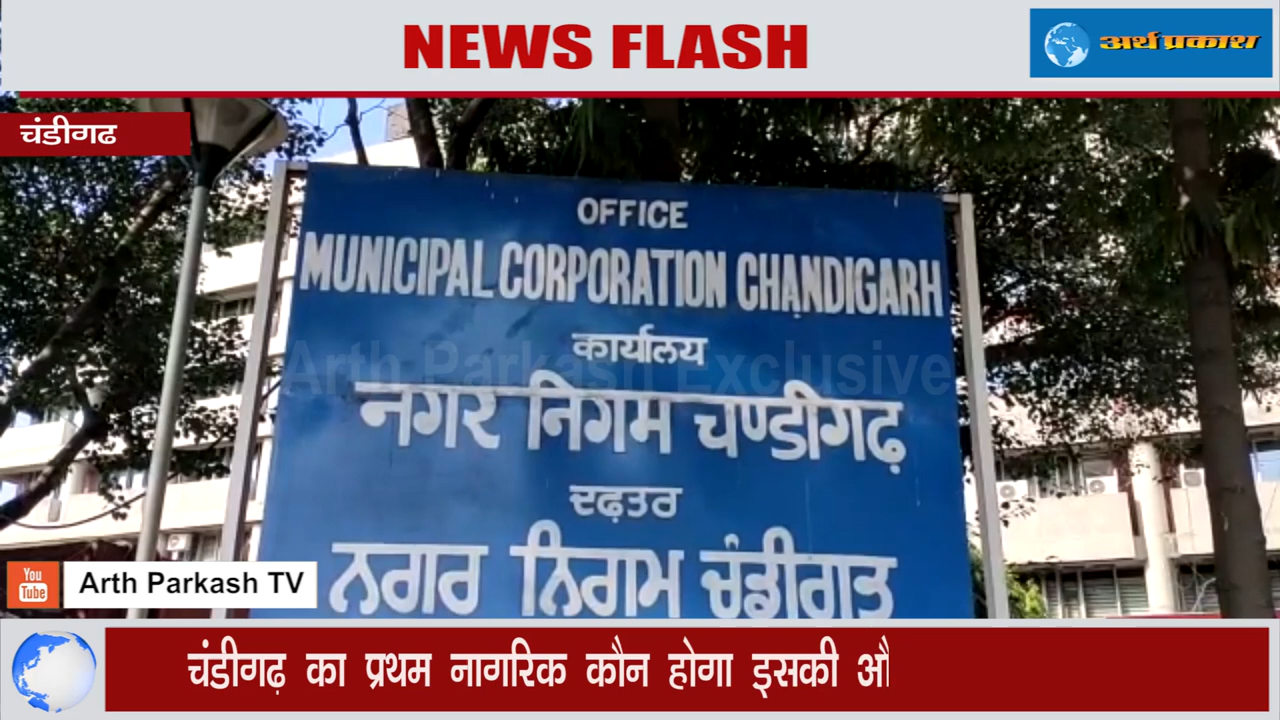 NEWS FLASH
अर्थ प्रकाश
चंडीगढ
OFFICE
MUNICIPAL CORPORATION CHANDIGARH
कार्यालय
Arth Parkash Exclusive
नगर निगम चण्डीगढ़
ਦਫ਼ਤਰ
ਨਗਰ ਨਿਗਮ ਚੰਡੀਗੜ
You
Tube
Arth Parkash TV
चंडीगढ़ का प्रथम नागरिक कौन होगा इसकी औ